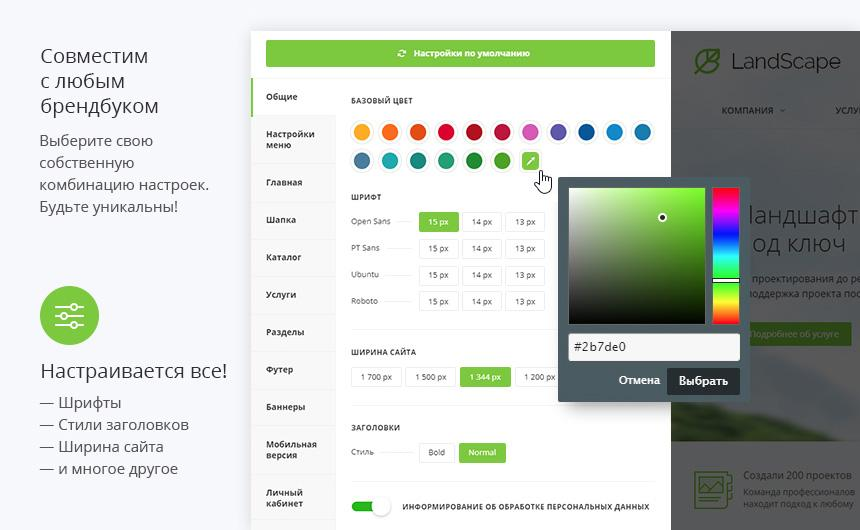 Совместим
с любым
брендбуком
Выберите свою
собственную
комбинацию настроек.
Будьте уникальны!
Настраивается все!
— Шрифты
— Стили заголовков
— Ширина сайта
— и многое другое
Настройки по умолчанию
Общие
Настройки
меню
Главная
Шапка
Каталог
Услуги
Разделы
Футер
Баннеры
Мобильная
версия
Личный
кабинет
БАЗОВЫЙ ЦВЕТ
ШРИФТ
Open Sans 15 px 14 px 13 px
PT Sans 15 px 14 px 13 px
Ubuntu 15 px 14 px 13 px
Roboto 15 px 14 px 13 px
ШИРИНА САЙТА
1 700 px 1 500 px 1 344 px 1 200 px
ЗАГОЛОВКИ
Стиль Bold Normal
ИНФОРМИРОВАНИЕ ОБ ОБРАБОТКЕ ПЕРСОНАЛЬНЫХ ДАННЫХ
#2b7de0
Отмена Выбрать
LandScape
КОМПАНИЯ УСЛУ
Ландшафт
под ключ
проектирования до ре
поддержка проекта пос
Подробнее об услуге
Создали 200 проектов
Команда профессионалов
находит подход к любому